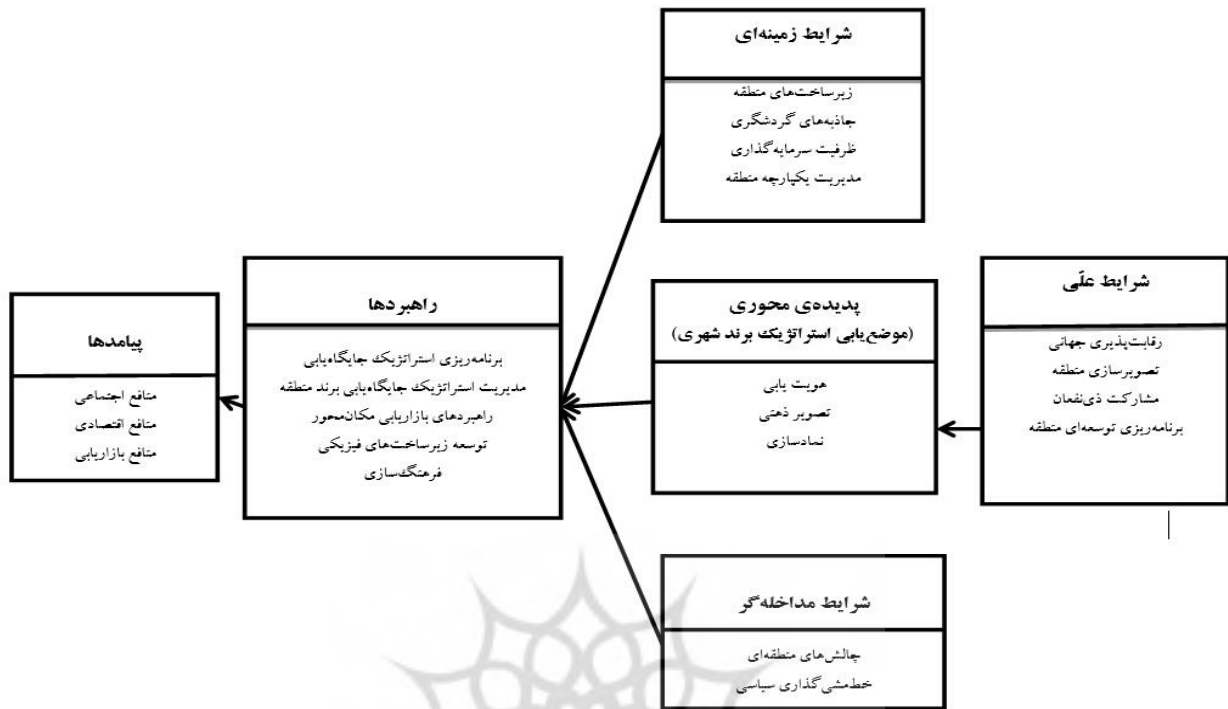 شرایط زمینه‌ای
زیرساخت‌های منطقه
جاذبه‌های گردشگری
ظرفیت سرمایه‌گذاری
مدیریت یکپارچه منطقه
شرایط علّی
رقابت‌پذیری جهانی
تصویرسازی منطقه
مشارکت ذی‌نفعان
برنامه‌ریزی توسعه‌ای منطقه
پدیده‌ی محوری
(موضع‌یابی استراتژیک برند شهری)
هویت یابی
تصویر ذهنی
نمادسازی
راهبردها
برنامه‌ریزی استراتژیک جایگاه‌یابی
مدیریت استراتژیک جایگاه‌یابی برند منطقه
راهبردهای بازاریابی مکان‌محور
توسعه زیرساخت‌های فیزیکی
فرهنگ‌سازی
پیامدها
منافع اجتماعی
منافع اقتصادی
منافع بازاریابی
شرایط مداخله‌گر
چالش‌های منطقه‌ای
خط‌مشی‌گذاری سیاسی